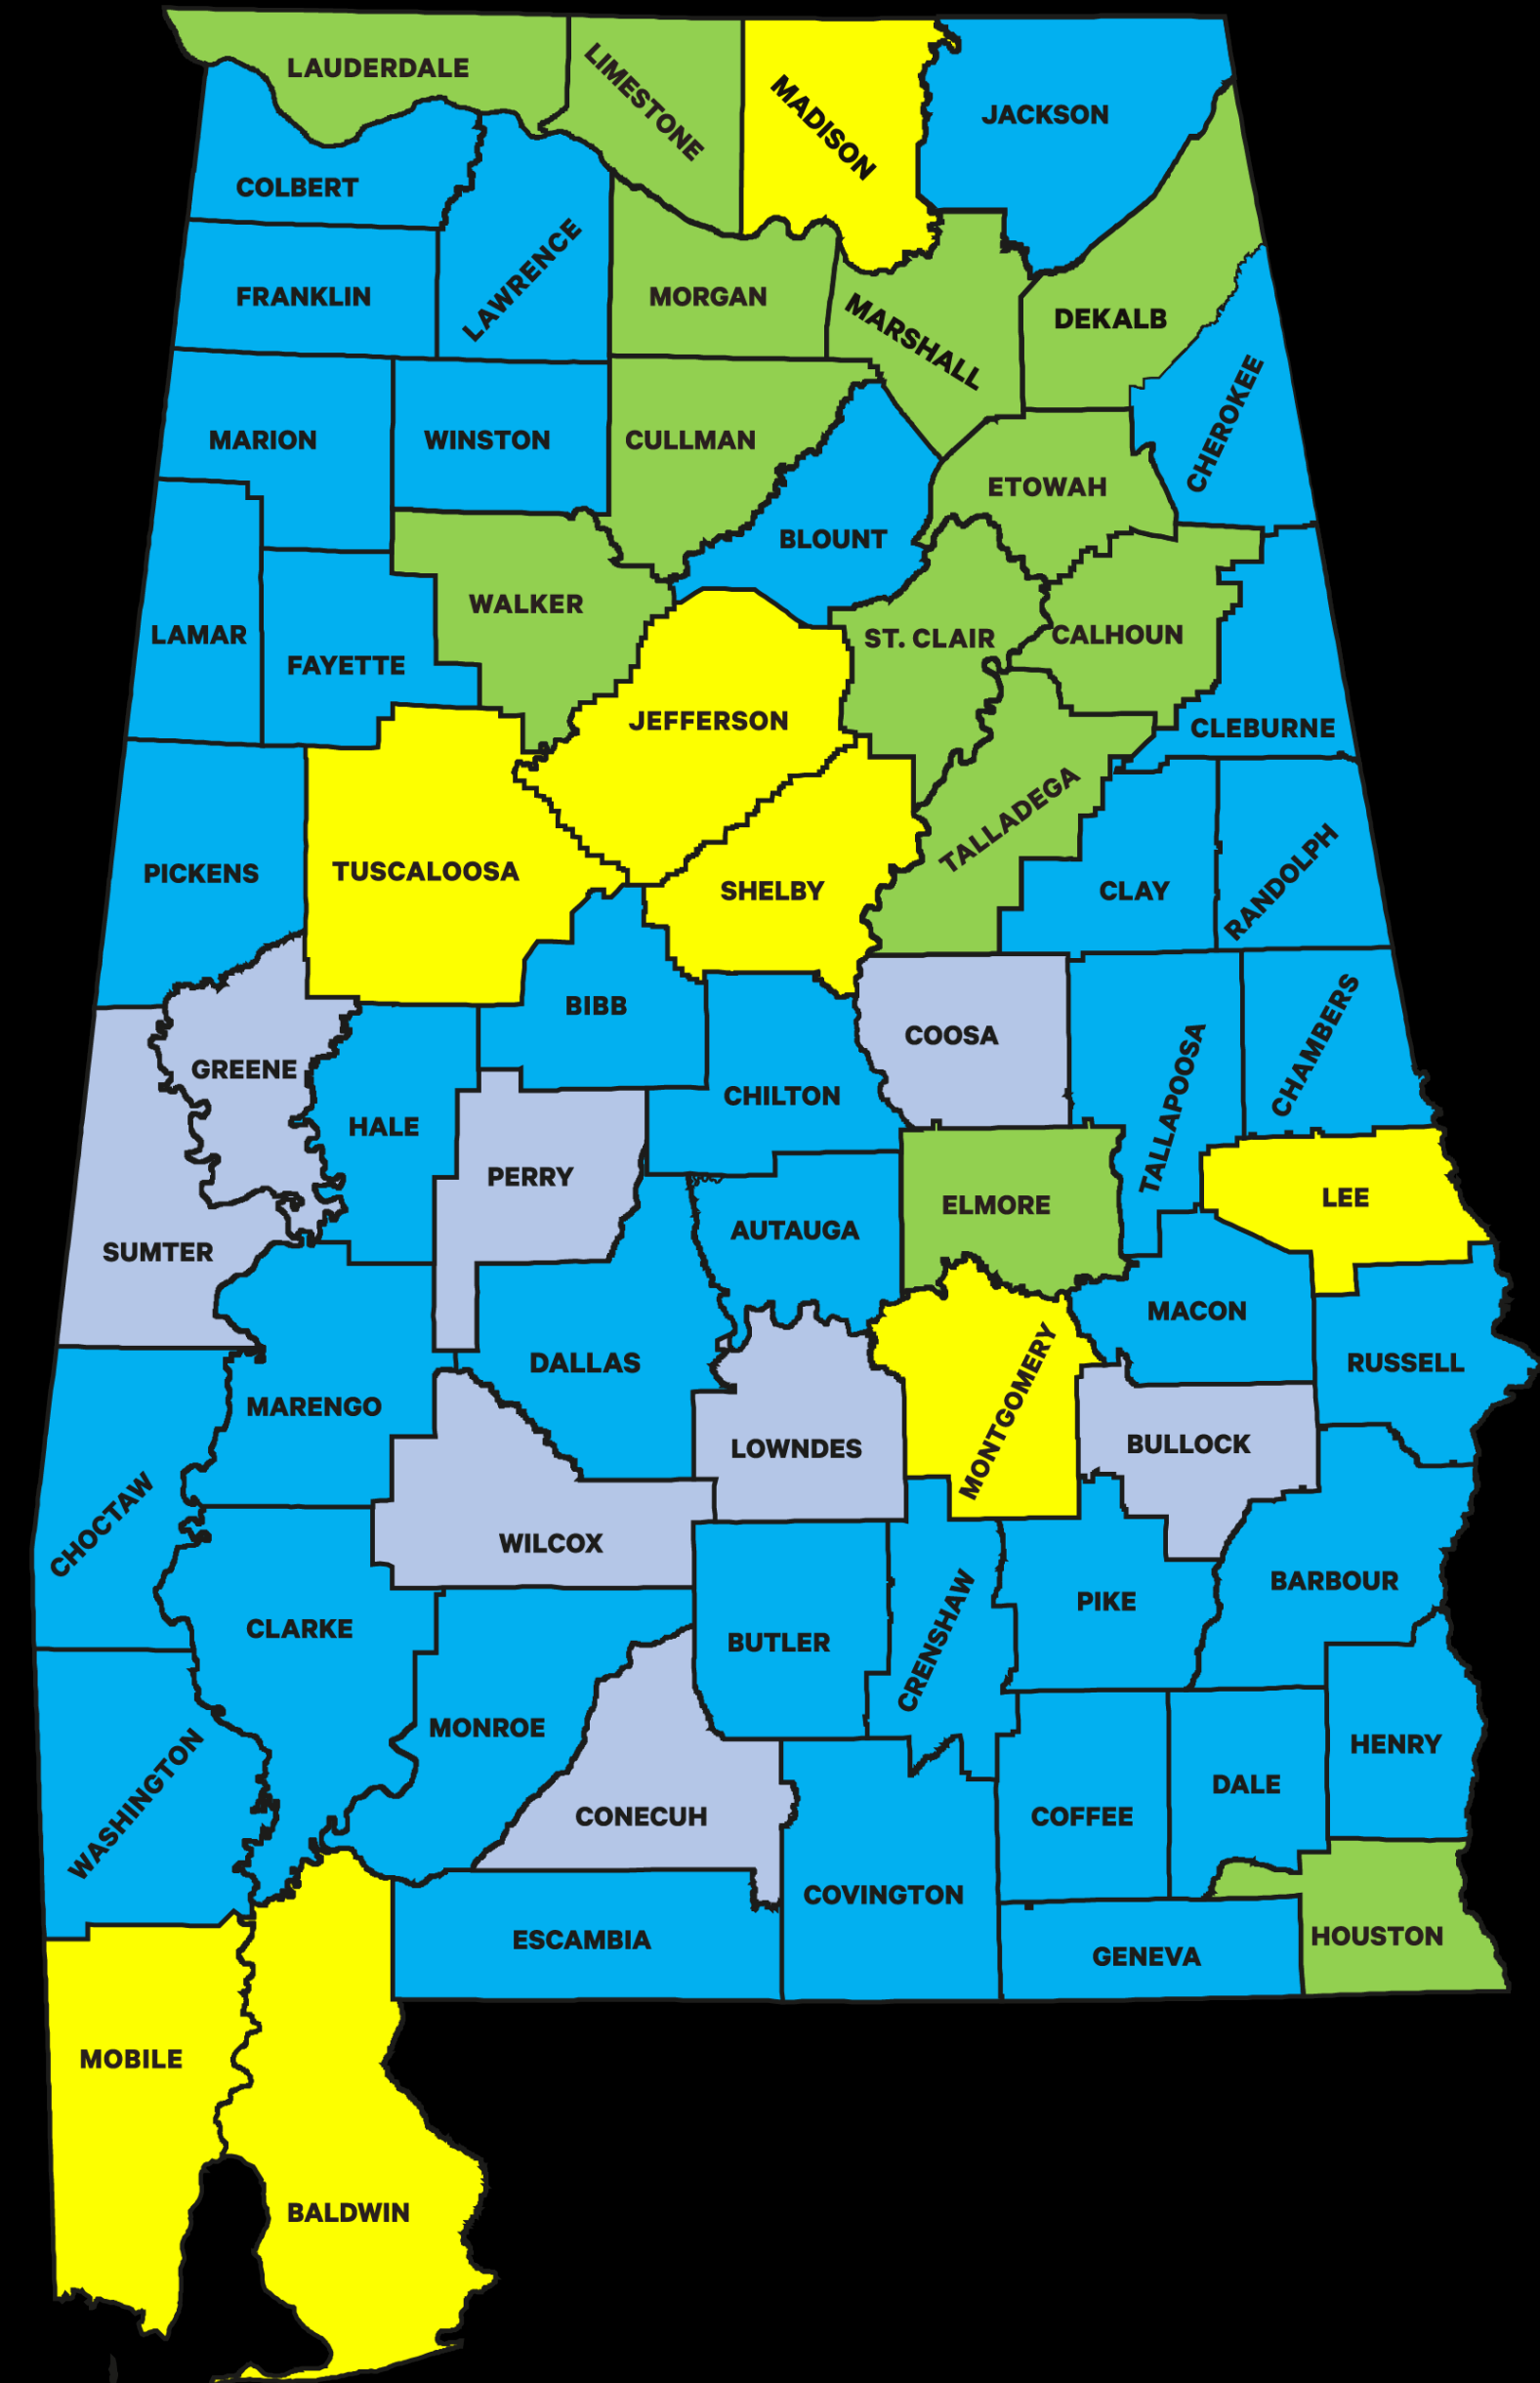 LAUDERDALE
LIMESTONE
MADISON
JACKSON
COLBERT
LAWRENCE
FRANKLIN
MORGAN
MARSHALL
DEKALB
CHEROKEE
MARION
WINSTON
CULLMAN
ETOWAH
BLOUNT
WALKER
LAMAR
ST. CLAIR
CALHOUN
FAYETTE
JEFFERSON
CLEBURNE
TALLADEGA
PICKENS
TUSCALOOSA
SHELBY
CLAY
RANDOLPH
BIBB
COOSA
CHAMBERS
GREENE
CHILTON
TALLAPOOSA
HALE
PERRY
ELMORE
LEE
AUTAUGA
SUMTER
MACON
DALLAS
RUSSELL
MARENGO
MONTGOMERY
LOWNDES
BULLOCK
CHOCTAW
WILCOX
BARBOUR
PIKE
CLARKE
BUTLER
CRENSHAW
MONROE
HENRY
WASHINGTON
DALE
CONECUH
COFFEE
COVINGTON
HOUSTON
ESCAMBIA
GENEVA
MOBILE
BALDWIN